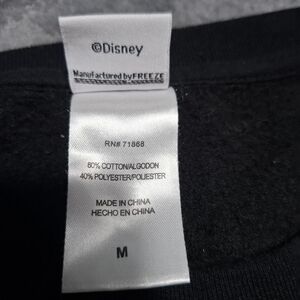 ©Disney
Manufactured by FREEZE
RN# 71868
60% COTTON/ALGODON
40% POLYESTER/POLIESTER
MADE IN CHINA
HECHO EN CHINA
M